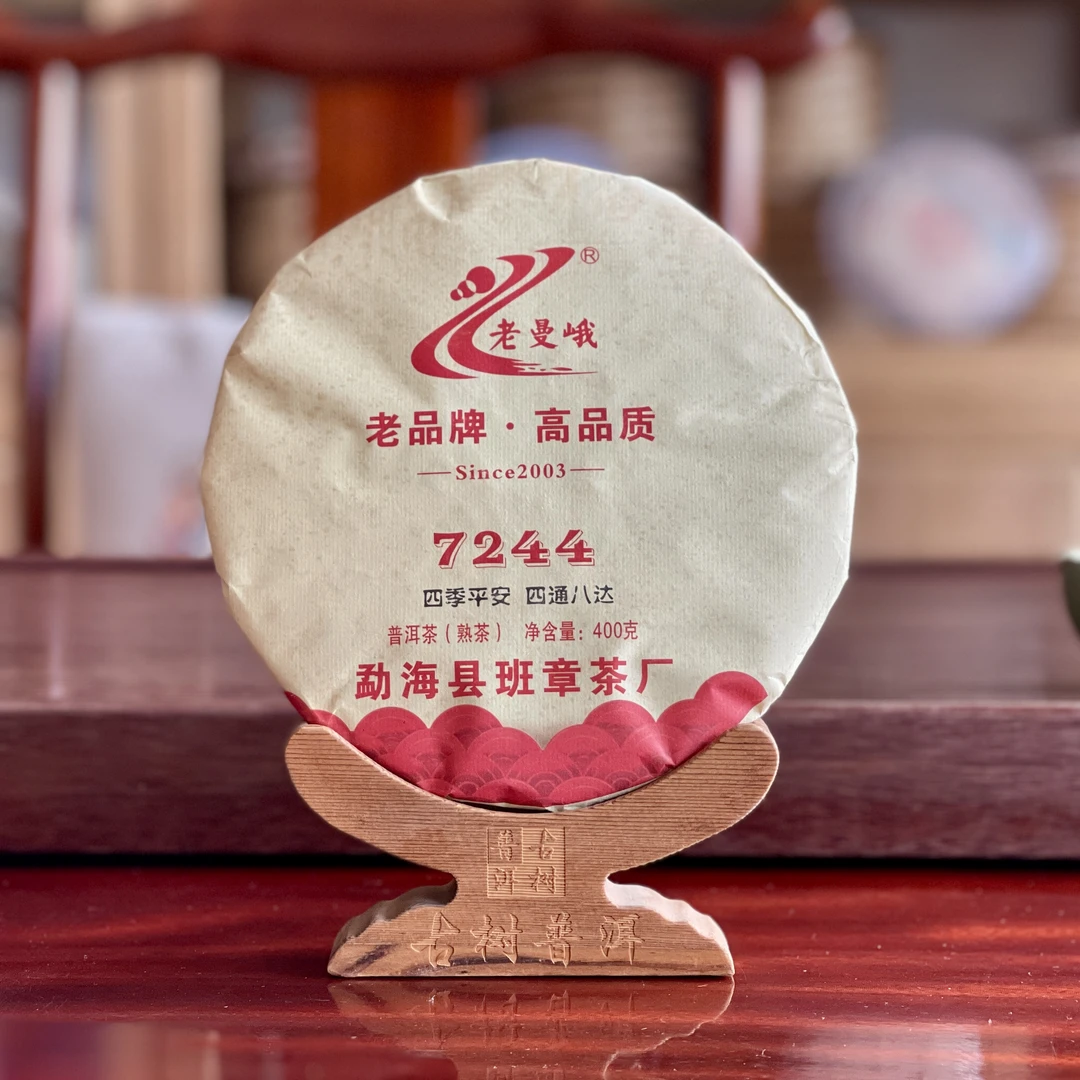 ®
老曼峨
老品牌·高品质
Since2003
7244
四季平安 四通八达
普洱茶（熟茶） 净含量：400克
勐海县班章茶厂
古树
普洱
古树普洱